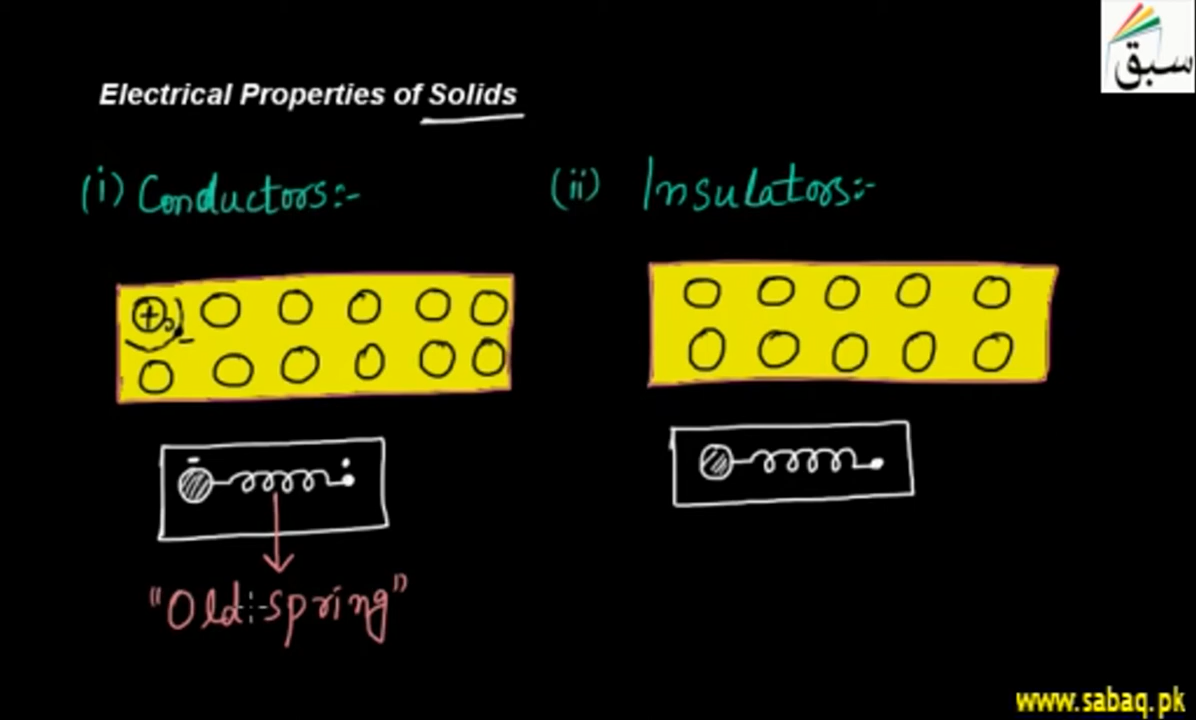 سبق
Electrical Properties of Solids
(i) Conductors:-
(ii) Insulators:-
+
"Old:-spring"
www.sabaq.pk